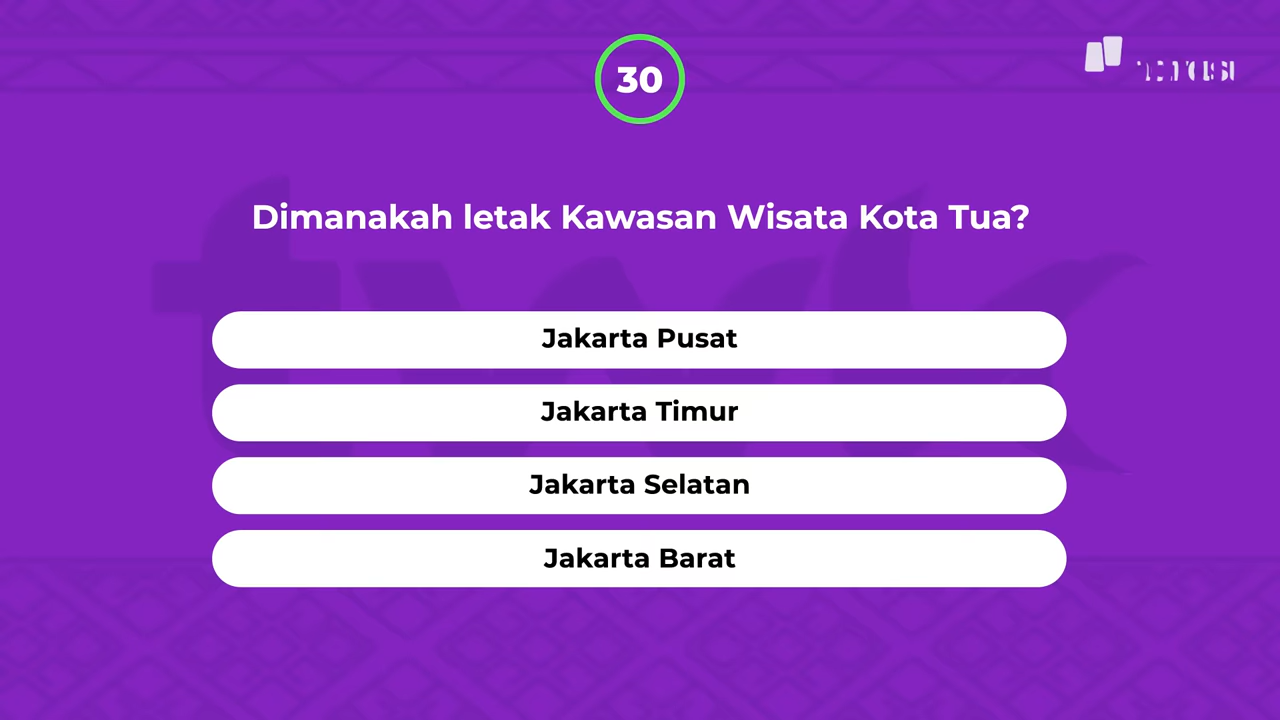 30
Dimanakah letak Kawasan Wisata Kota Tua?
Jakarta Pusat
Jakarta Timur
Jakarta Selatan
Jakarta Barat